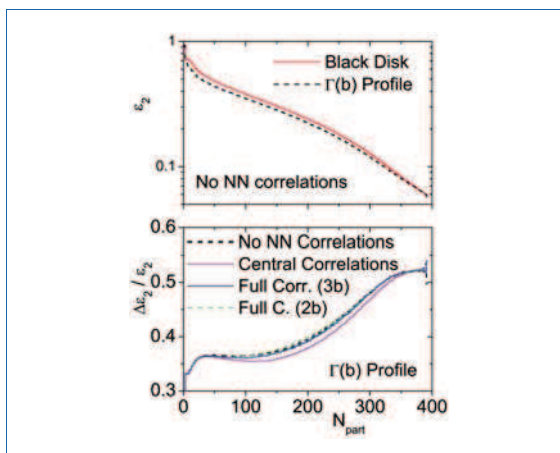 ε₂
1
0.1
Black Disk
Γ(b) Profile
No NN correlations
Δε₂ / ε₂
0.6
0.5
0.4
0.3
No NN Correlations
Central Correlations
Full Corr. (3b)
Full C. (2b)
Γ(b) Profile
0 100 200 300 400
N_part